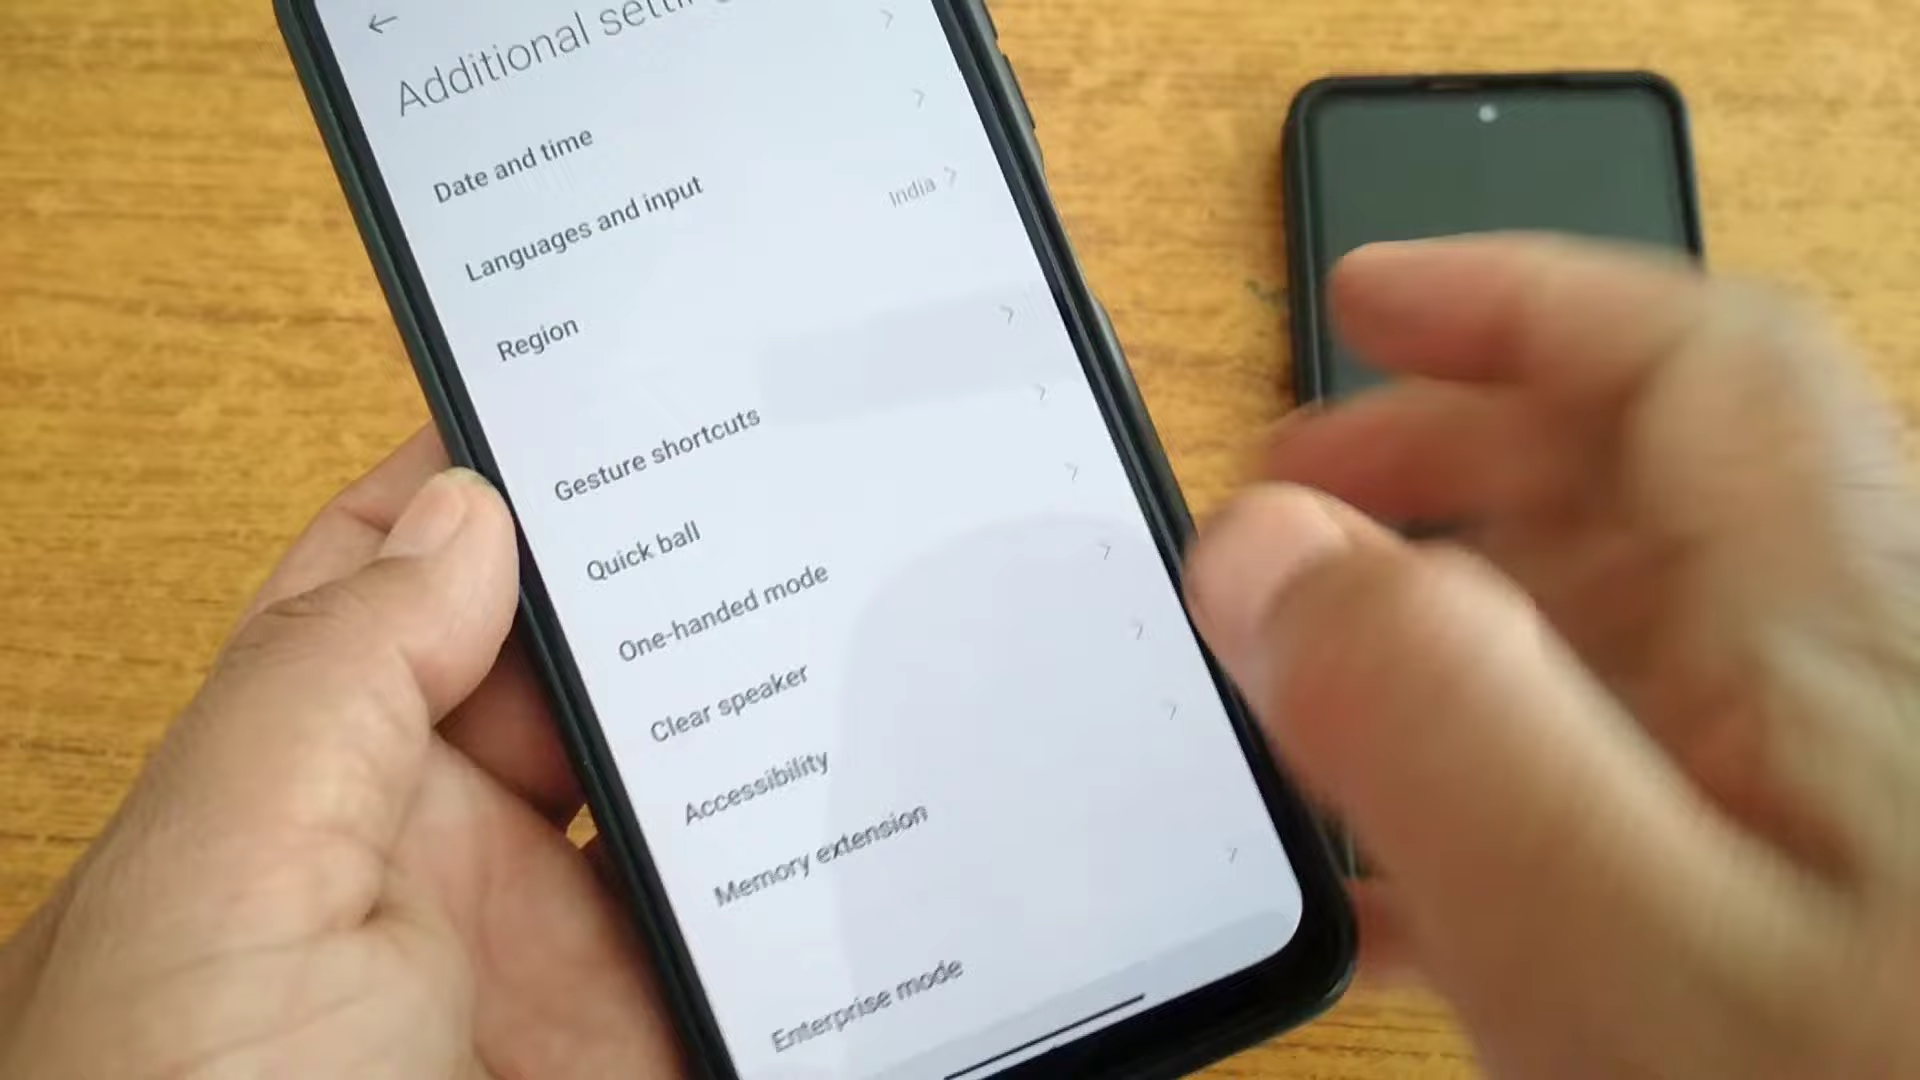 Additional setti
Date and time
Languages and input
Region
India
Gesture shortcuts
Quick ball
One-handed mode
Clear speaker
Accessibility
Memory extension
Enterprise mode